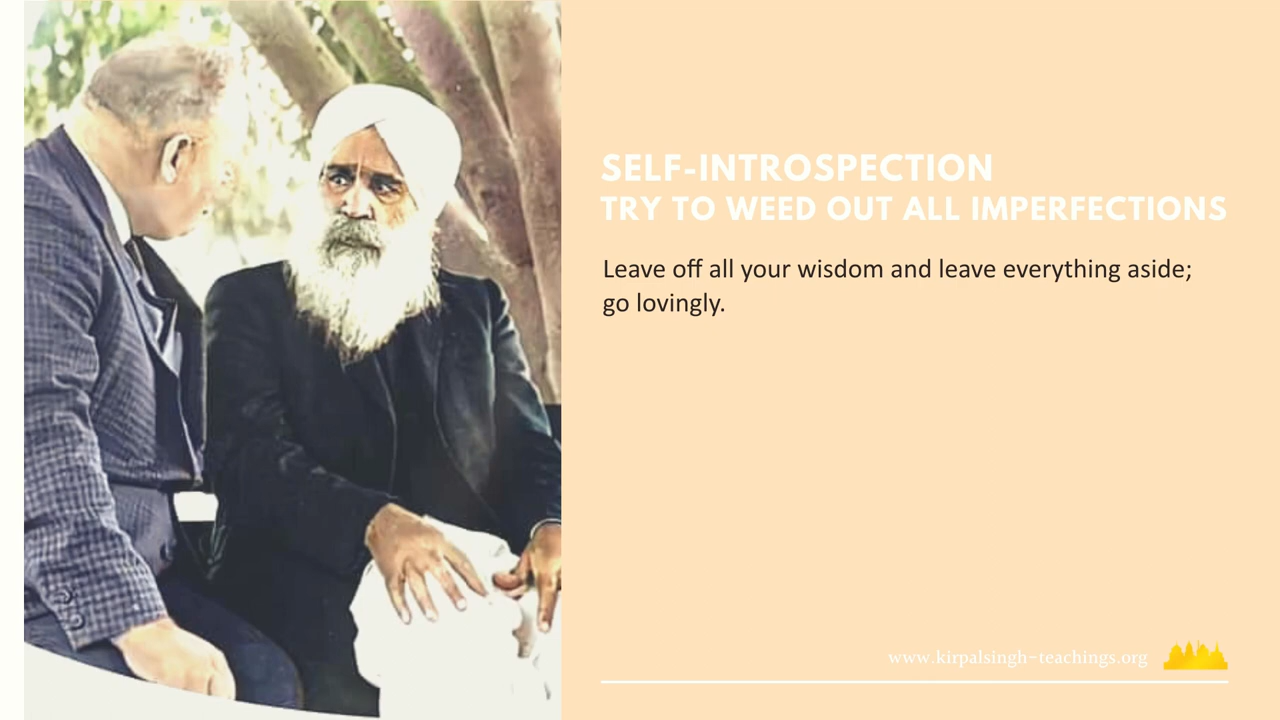 SELF-INTROSPECTION
TRY TO WEED OUT ALL IMPERFECTIONS
Leave off all your wisdom and leave everything aside;
go lovingly.
www.kirpalsingh-teachings.org